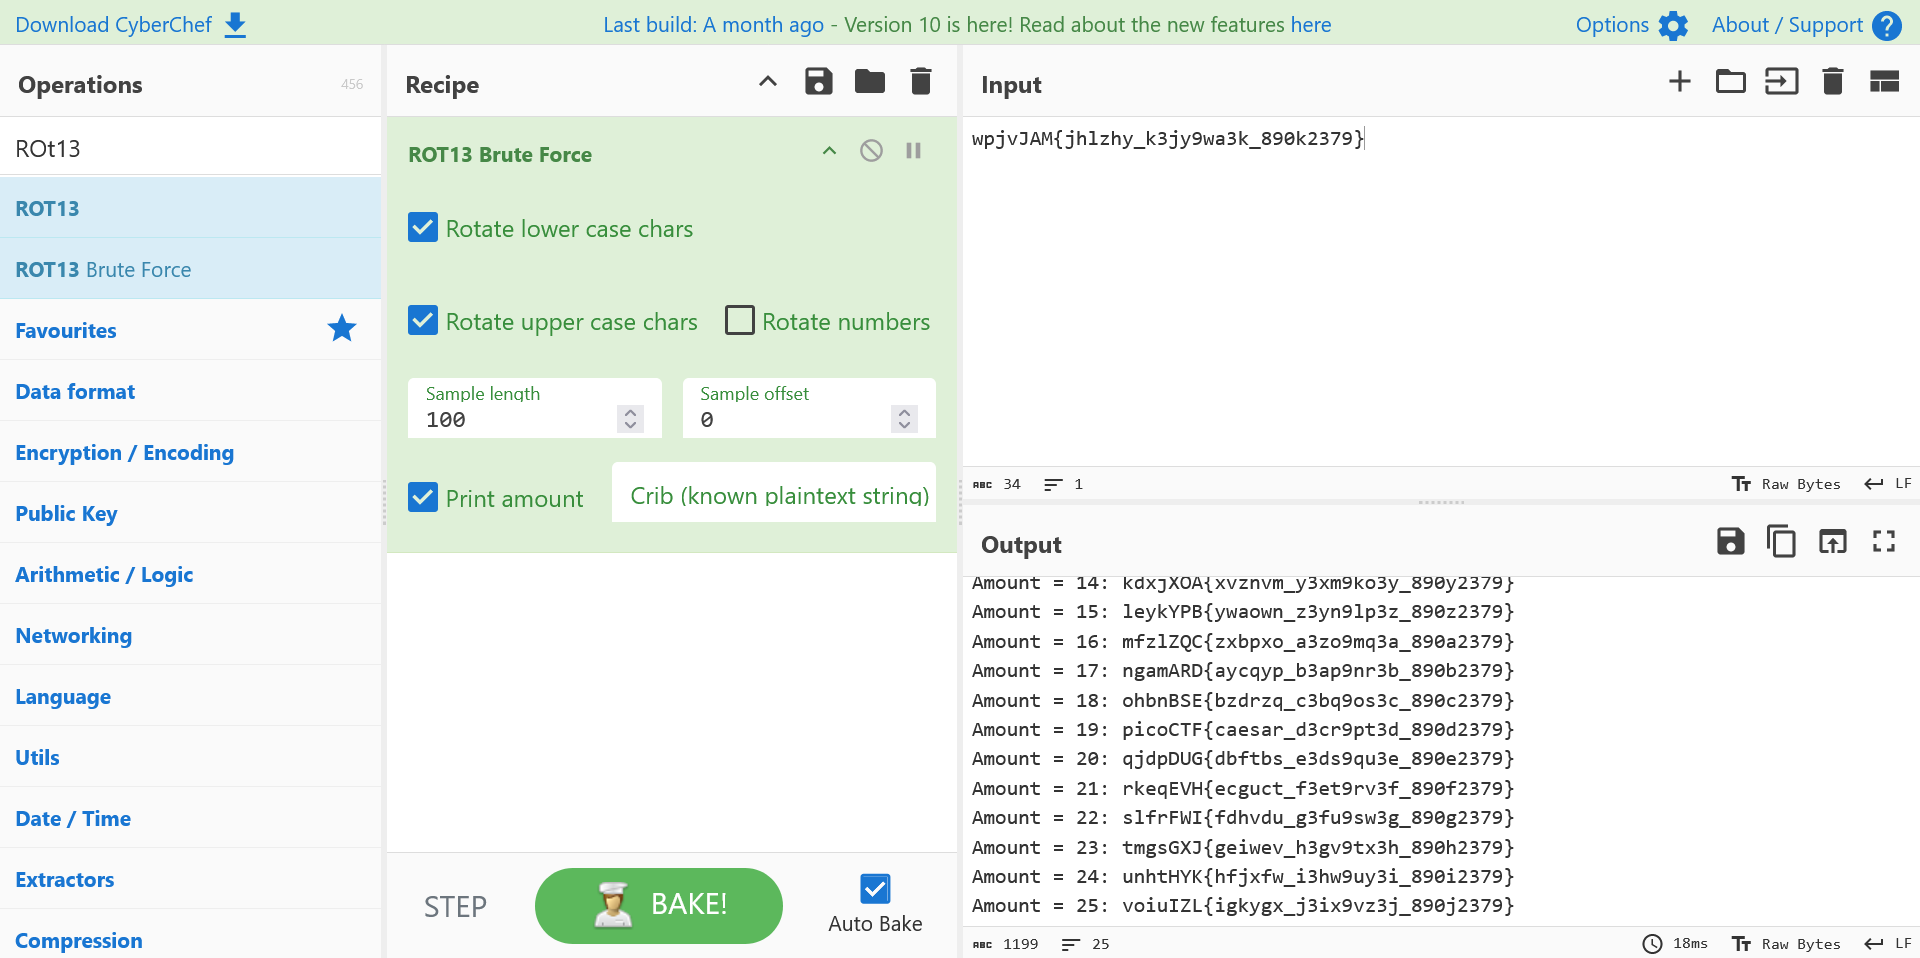 Download CyberChef
Last build: A month ago - Version 10 is here! Read about the new features here
Options
About / Support
Operations
456
ROt13
ROT13
ROT13 Brute Force
Favourites
Data format
Encryption / Encoding
Public Key
Arithmetic / Logic
Networking
Language
Utils
Date / Time
Extractors
Compression
Recipe
ROT13 Brute Force
Rotate lower case chars
Rotate upper case chars
Rotate numbers
Sample length
100
Sample offset
0
Print amount
Crib (known plaintext string)
STEP
BAKE!
Auto Bake
Input
wpjvJAM{jhlzhy_k3jy9wa3k_890k2379}
ABC 34
1
Tт Raw Bytes
LF
Output
Amount = 14: kdxjXOA{xvznvm_y3xm9ko3y_890y2379}
Amount = 15: leykYPB{ywaown_z3yn9lp3z_890z2379}
Amount = 16: mfzlZQC{zxbpxo_a3zo9mq3a_890a2379}
Amount = 17: ngamARD{aycqyp_b3ap9nr3b_890b2379}
Amount = 18: ohbnBSE{bzdrzq_c3bq9os3c_890c2379}
Amount = 19: picoCTF{caesar_d3cr9pt3d_890d2379}
Amount = 20: qjdpDUG{dbftbs_e3ds9qu3e_890e2379}
Amount = 21: rkeqEVH{ecguct_f3et9rv3f_890f2379}
Amount = 22: slfrFWI{fdhvdu_g3fu9sw3g_890g2379}
Amount = 23: tmgsGXJ{geiwev_h3gv9tx3h_890h2379}
Amount = 24: unhtHYK{hfjxfw_i3hw9uy3i_890i2379}
Amount = 25: voiuIZL{igkygx_j3ix9vz3j_890j2379}
ABC 1199
25
18ms
Tт Raw Bytes
LF